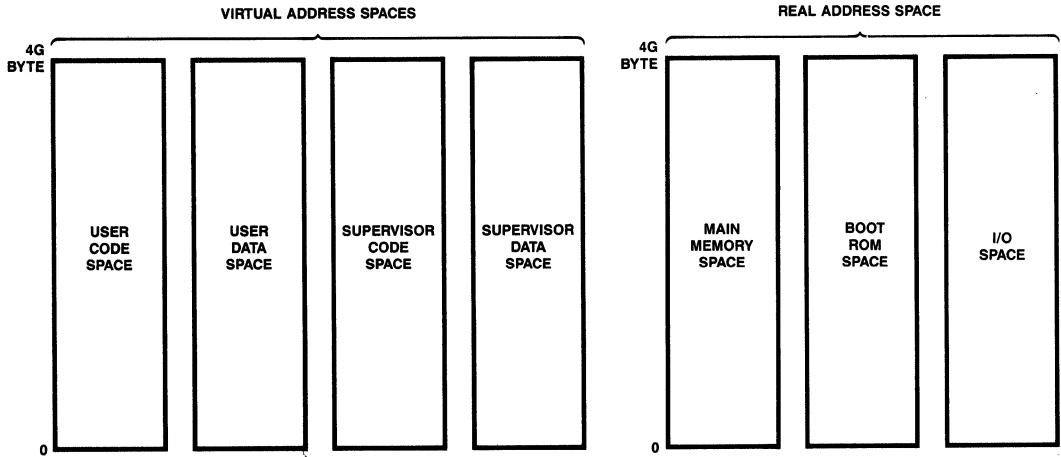 VIRTUAL ADDRESS SPACES
4G
BYTE
USER
CODE
SPACE
USER
DATA
SPACE
SUPERVISOR
CODE
SPACE
SUPERVISOR
DATA
SPACE
0
REAL ADDRESS SPACE
4G
BYTE
MAIN
MEMORY
SPACE
BOOT
ROM
SPACE
I/O
SPACE
0